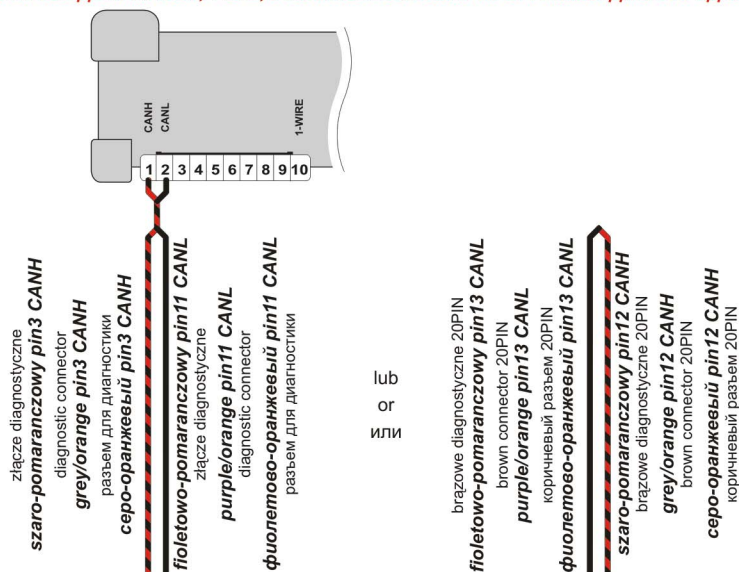 CANH
CANL
1-WIRE
1 2 3 4 5 6 7 8 9 10
złącze diagnostyczne
szaro-pomaranczowy pin3 CANH
diagnostic connector
grey/orange pin3 CANH
разъем для диагностики
серо-оранжевый pin3 CANH
fioletowo-pomaranczowy pin11 CANL
złącze diagnostyczne
purple/orange pin11 CANL
diagnostic connector
фиолетово-оранжевый pin11 CANL
разъем для диагностики
lub
or
или
brązowe diagnostyczne 20PIN
fioletowo-pomaranczowy pin13 CANL
brown connector 20PIN
purple/orange pin13 CANL
коричневый разъем 20PIN
фиолетово-оранжевый pin13 CANL
szaro-pomaranczowy pin12 CANH
brązowe diagnostyczne 20PIN
grey/orange pin12 CANH
brown connector 20PIN
серо-оранжевый pin12 CANH
коричневый разъем 20PIN